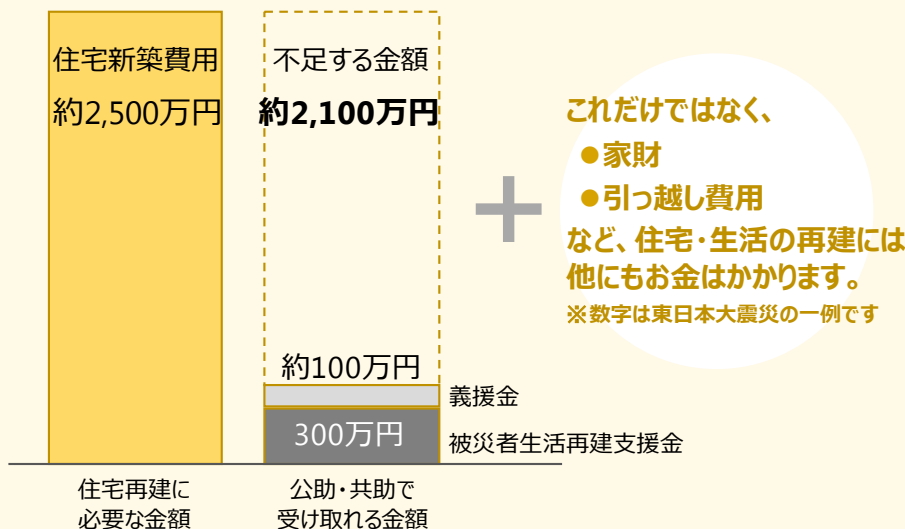 住宅新築費用
約2,500万円
不足する金額
約2,100万円
約100万円
300万円
義援金
被災者生活再建支援金
住宅再建に
必要な金額
公助・共助で
受け取れる金額
+
これだけではなく、
●家財
●引っ越し費用
など、住宅・生活の再建には
他にもお金はかかります。
※数字は東日本大震災の一例です